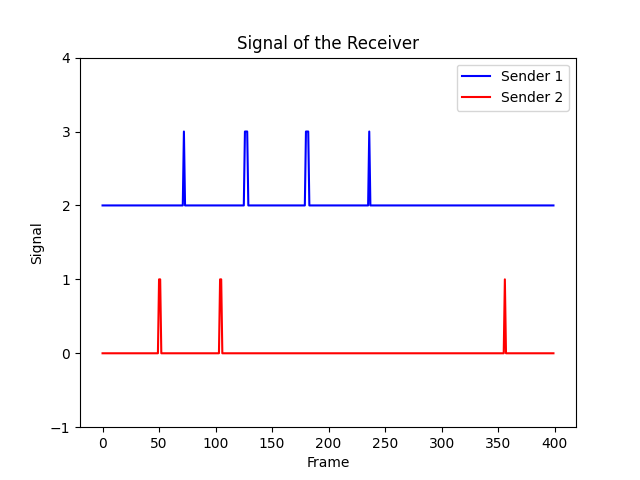 Signal of the Receiver
Sender 1
Sender 2
4
3
2
1
0
−1
Signal
0 50 100 150 200 250 300 350 400
Frame